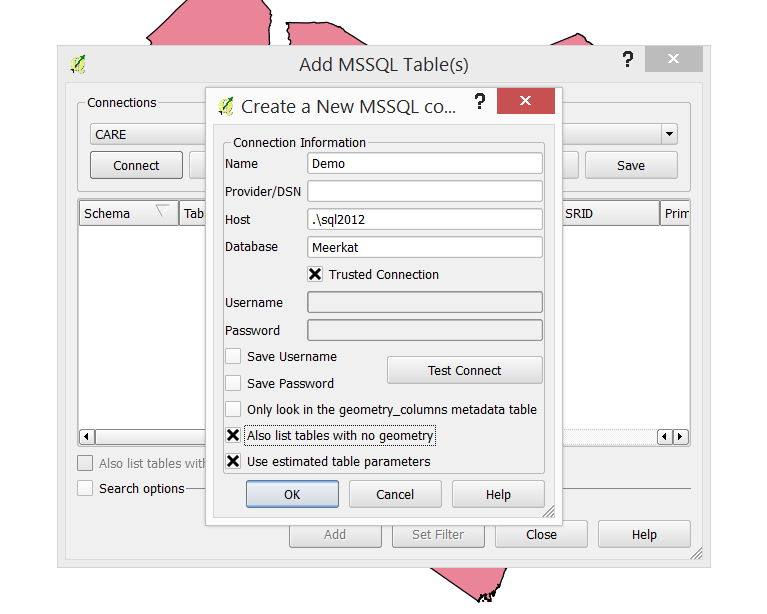 Add MSSQL Table(s)
?
Connections
CARE
Connect
Save
Schema
Tab
SRID
Prim
Create a New MSSQL co...
?
Connection Information
Name
Demo
Provider/DSN
Host
.\sql2012
Database
Meerkat
Trusted Connection
Username
Password
Save Username
Test Connect
Save Password
Only look in the geometry_columns metadata table
Also list tables with no geometry
Use estimated table parameters
OK
Cancel
Help
Also list tables with
Search options
Add
Set Filter
Close
Help